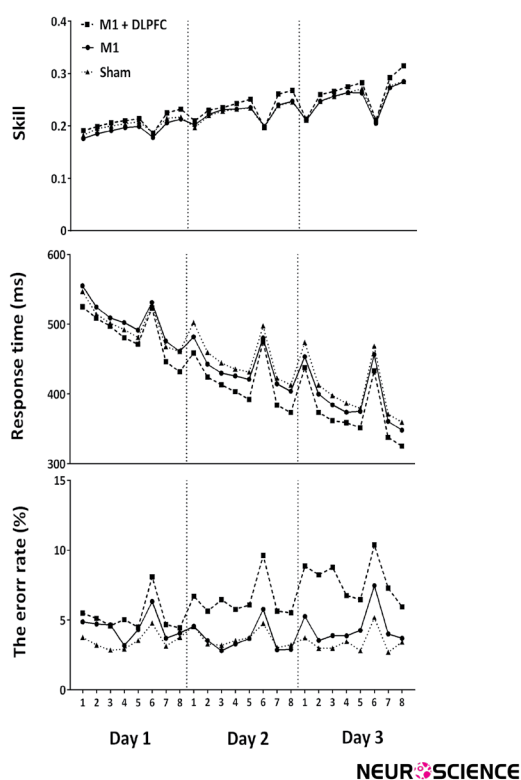 0.4
M1 + DLPFC
M1
Sham
0.3
0.2
0.1
0
Skill
600
500
400
300
Response time (ms)
15
10
5
0
The erorr rate (%)
1 2 3 4 5 6 7 8 1 2 3 4 5 6 7 8 1 2 3 4 5 6 7 8
Day 1 Day 2 Day 3
NEUROSCIENCE